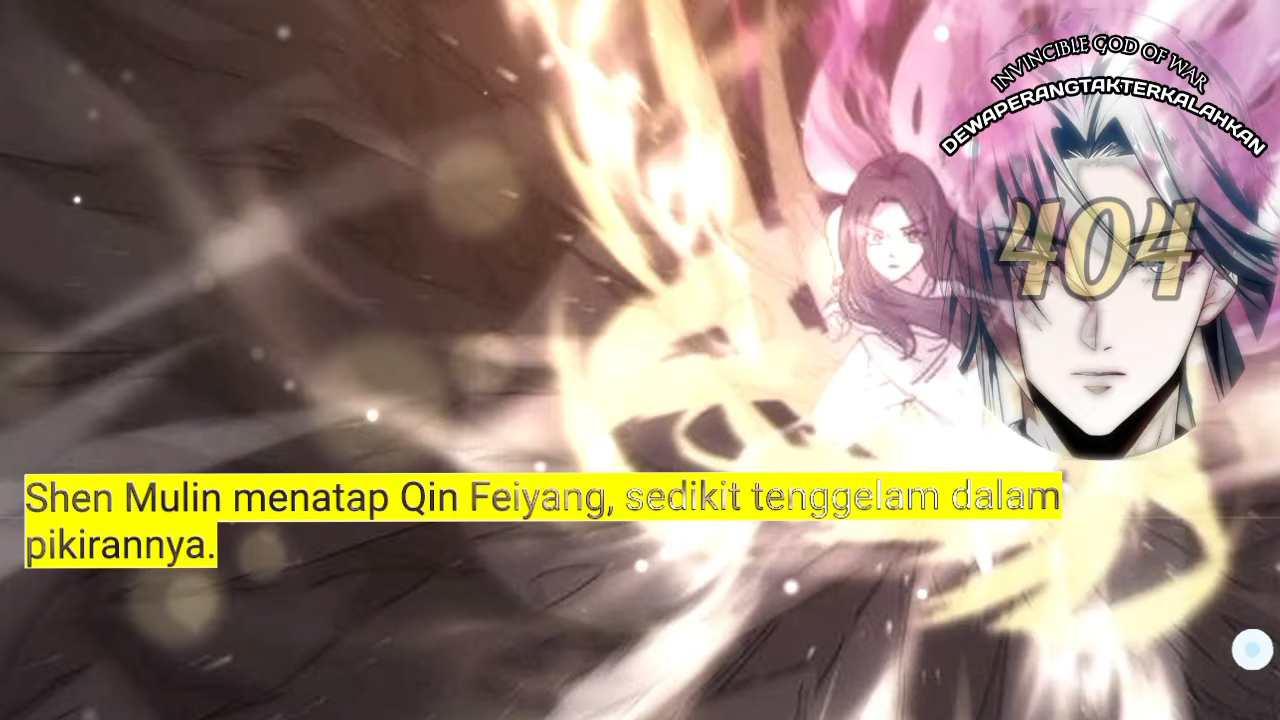 INVINCIBLE GOD OF WAR
DEWAPERANGTAKTERKALAHKAN
404
Shen Mulin menatap Qin Feiyang, sedikit tenggelam dalam
pikirannya.